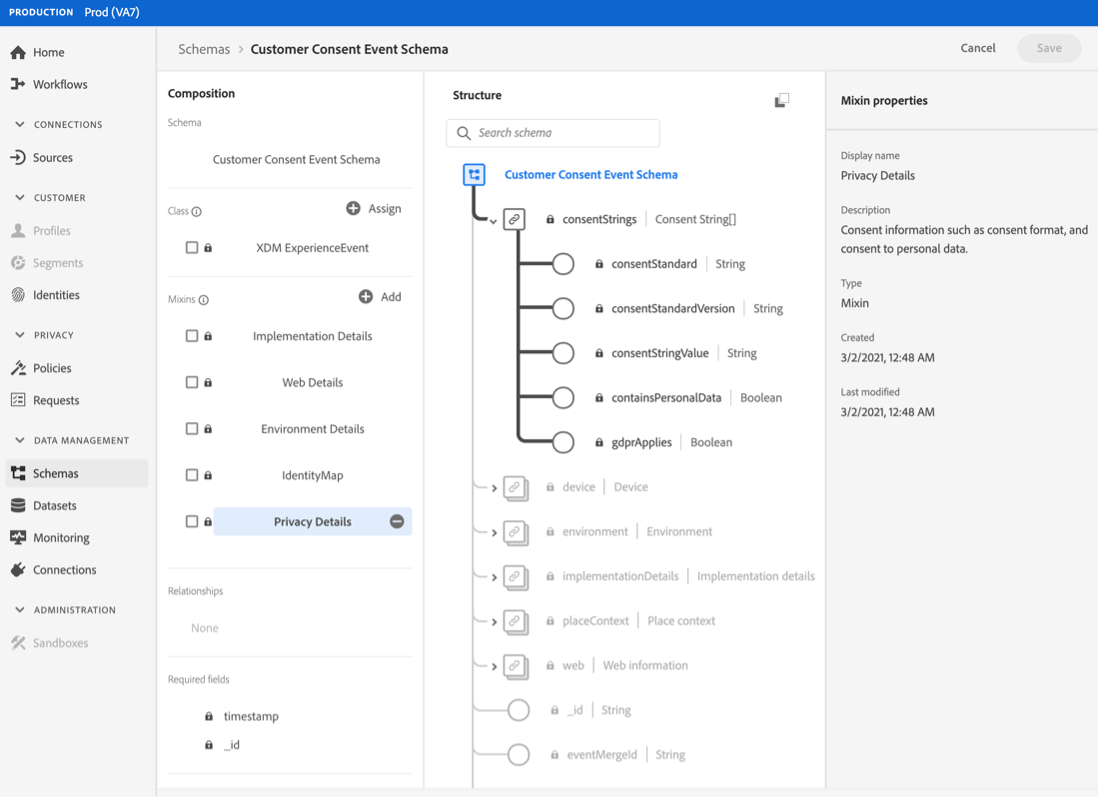 PRODUCTION Prod (VA7)
Home
Workflows
CONNECTIONS
Sources
CUSTOMER
Profiles
Segments
Identities
PRIVACY
Policies
Requests
DATA MANAGEMENT
Schemas
Datasets
Monitoring
Connections
ADMINISTRATION
Sandboxes
Schemas > Customer Consent Event Schema
Cancel
Save
Composition
Schema
Customer Consent Event Schema
Class
Assign
XDM ExperienceEvent
Mixins
Add
Implementation Details
Web Details
Environment Details
IdentityMap
Privacy Details
Relationships
None
Required fields
timestamp
_id
Structure
Search schema
Customer Consent Event Schema
consentStrings | Consent String[]
consentStandard | String
consentStandardVersion | String
consentStringValue | String
containsPersonalData | Boolean
gdprApplies | Boolean
device | Device
environment | Environment
implementationDetails | Implementation details
placeContext | Place context
web | Web information
_id | String
eventMergeId | String
Mixin properties
Display name
Privacy Details
Description
Consent information such as consent format, and
consent to personal data.
Type
Mixin
Created
3/2/2021, 12:48 AM
Last modified
3/2/2021, 12:48 AM